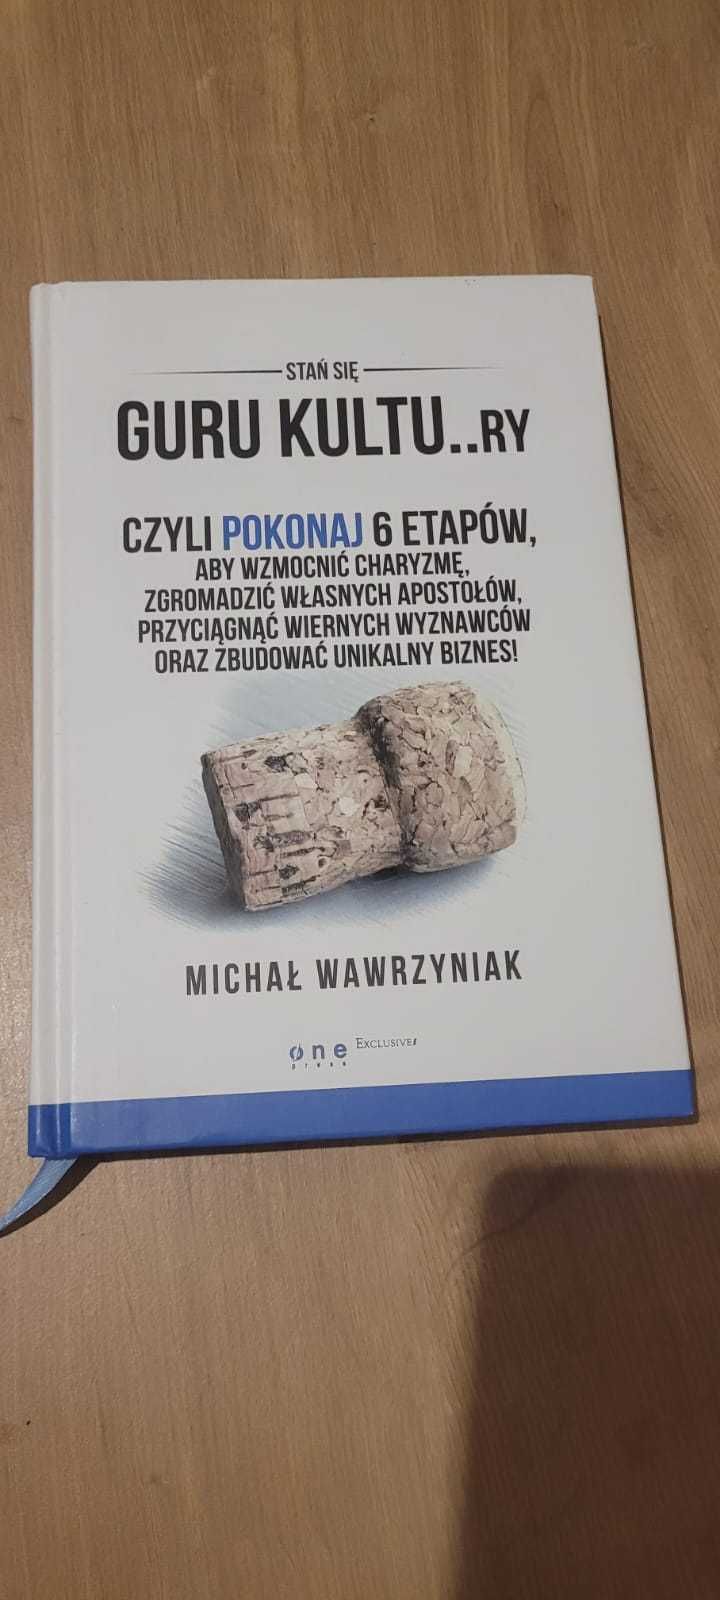 STAŃ SIĘ
GURU KULTU..RY
CZYLI POKONAJ 6 ETAPÓW,
ABY WZMOCNIĆ CHARYZMĘ,
ZGROMADZIĆ WŁASNYCH APOSTOŁÓW,
PRZYCIĄGNĄĆ WIERNYCH WYZNAWCÓW
ORAZ ZBUDOWAĆ UNIKALNY BIZNES!
MICHAŁ WAWRZYNIAK
one EXCLUSIVE
press